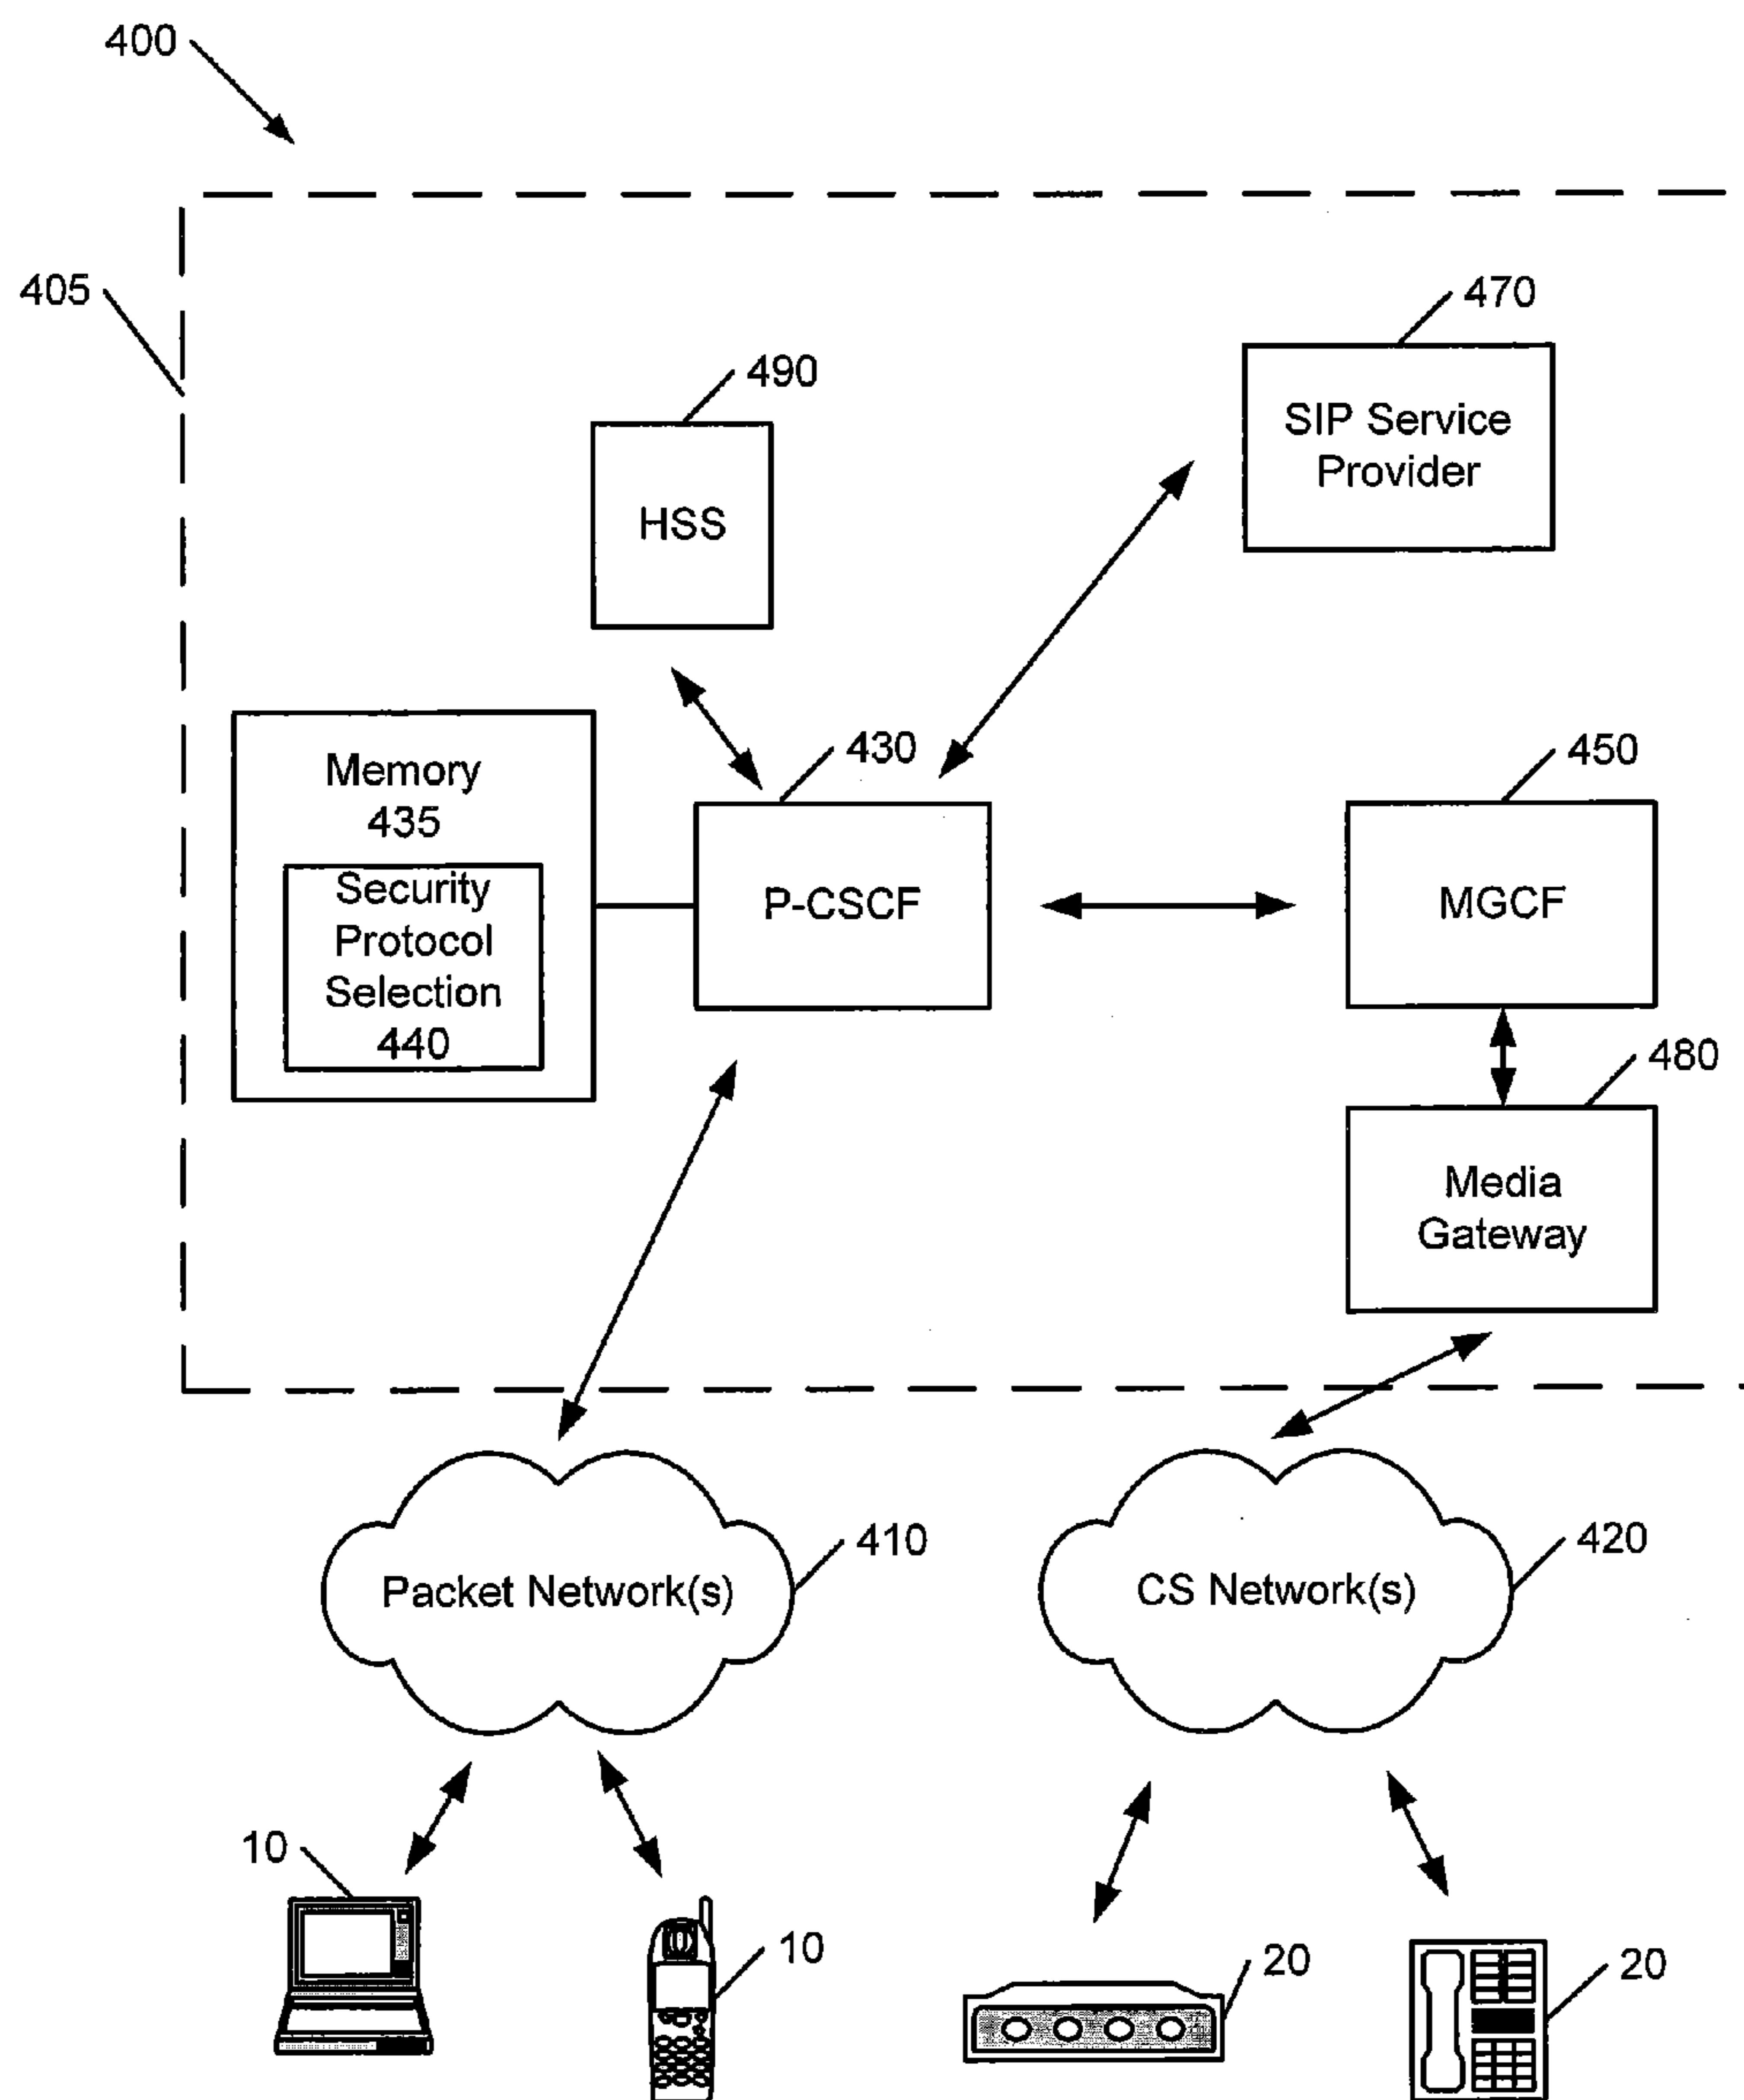 400
405
470
SIP Service
Provider
490
HSS
Memory
435
Security
Protocol
Selection
440
430
P-CSCF
450
MGCF
480
Media
Gateway
Packet Network(s)
410
CS Network(s)
420
10
10
20
20